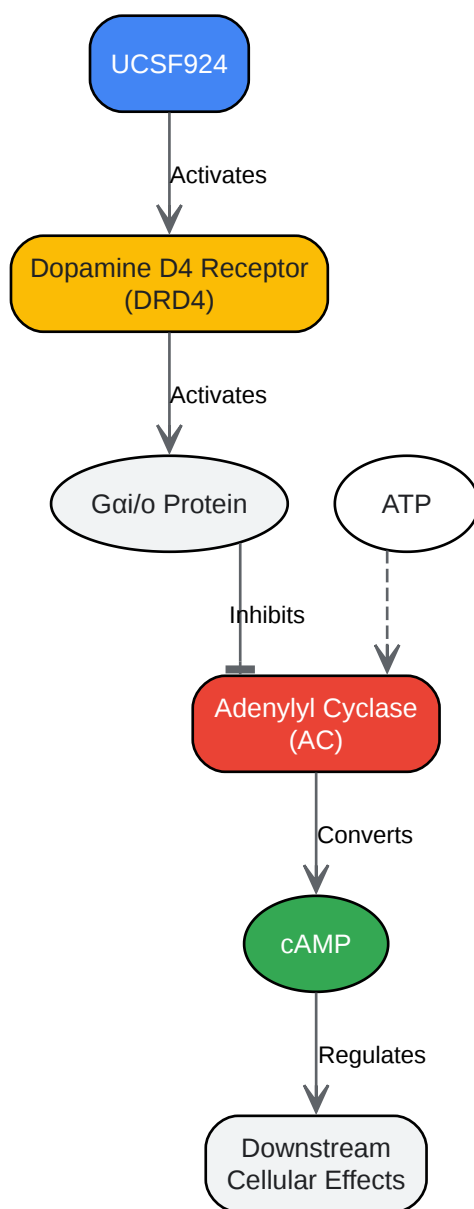 UCSF924
Activates
Dopamine D4 Receptor
(DRD4)
Activates
Gαi/o Protein
ATP
Inhibits
Adenylyl Cyclase
(AC)
Converts
cAMP
Regulates
Downstream
Cellular Effects